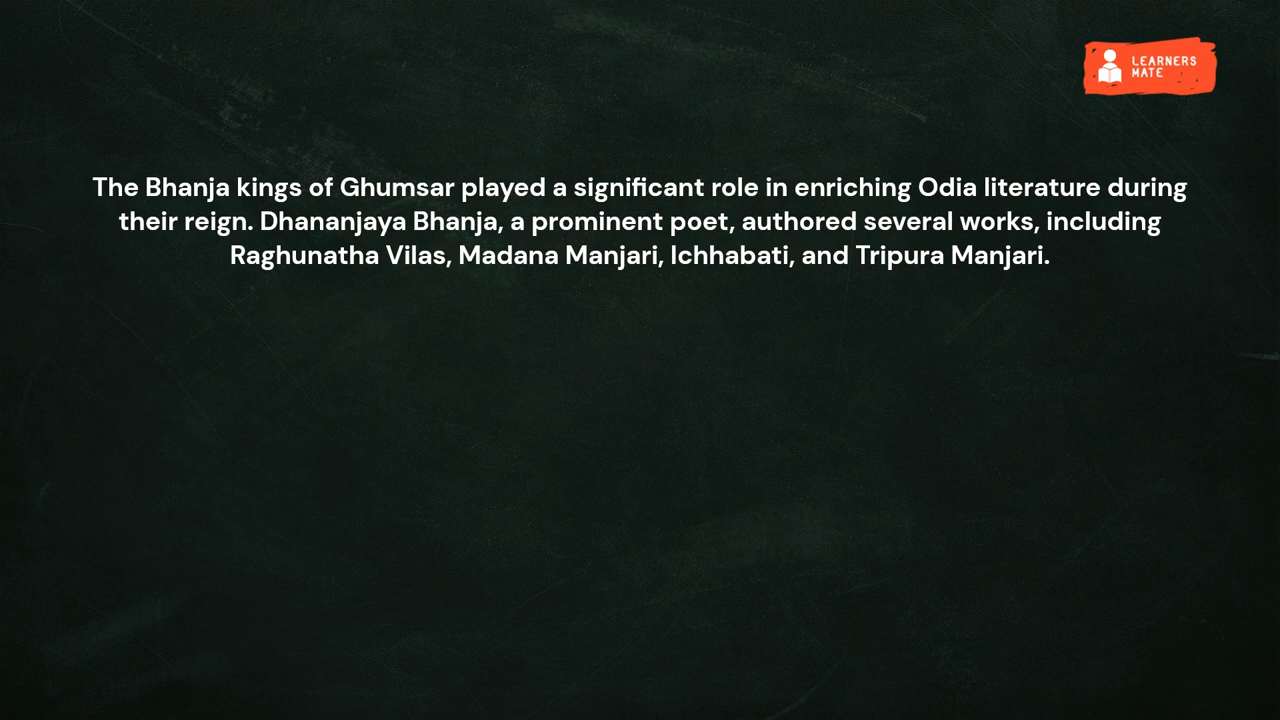 LEARNERS
MATE
The Bhanja kings of Ghumsar played a significant role in enriching Odia literature during
their reign. Dhananjaya Bhanja, a prominent poet, authored several works, including
Raghunatha Vilas, Madana Manjari, Ichhabati, and Tripura Manjari.